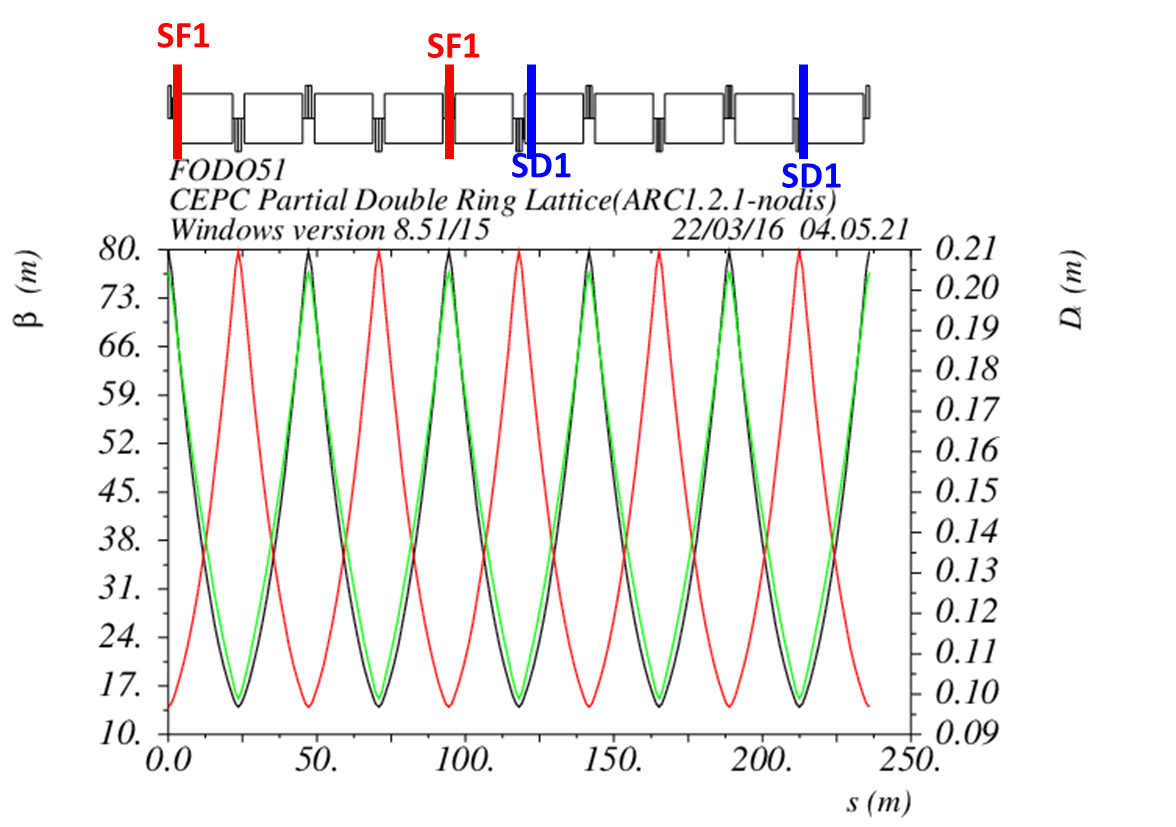 SF1
SF1
SD1
SD1
FODO51
CEPC Partial Double Ring Lattice(ARC1.2.1-nodis)
Windows version 8.51/15 22/03/16 04.05.21
β (m)
80.
73.
66.
59.
52.
45.
38.
31.
24.
17.
10.
0.0 50. 100. 150. 200. 250.
s (m)
0.21
0.20
0.19
0.18
0.17
0.16
0.15
0.14
0.13
0.12
0.11
0.10
0.09
D (m)